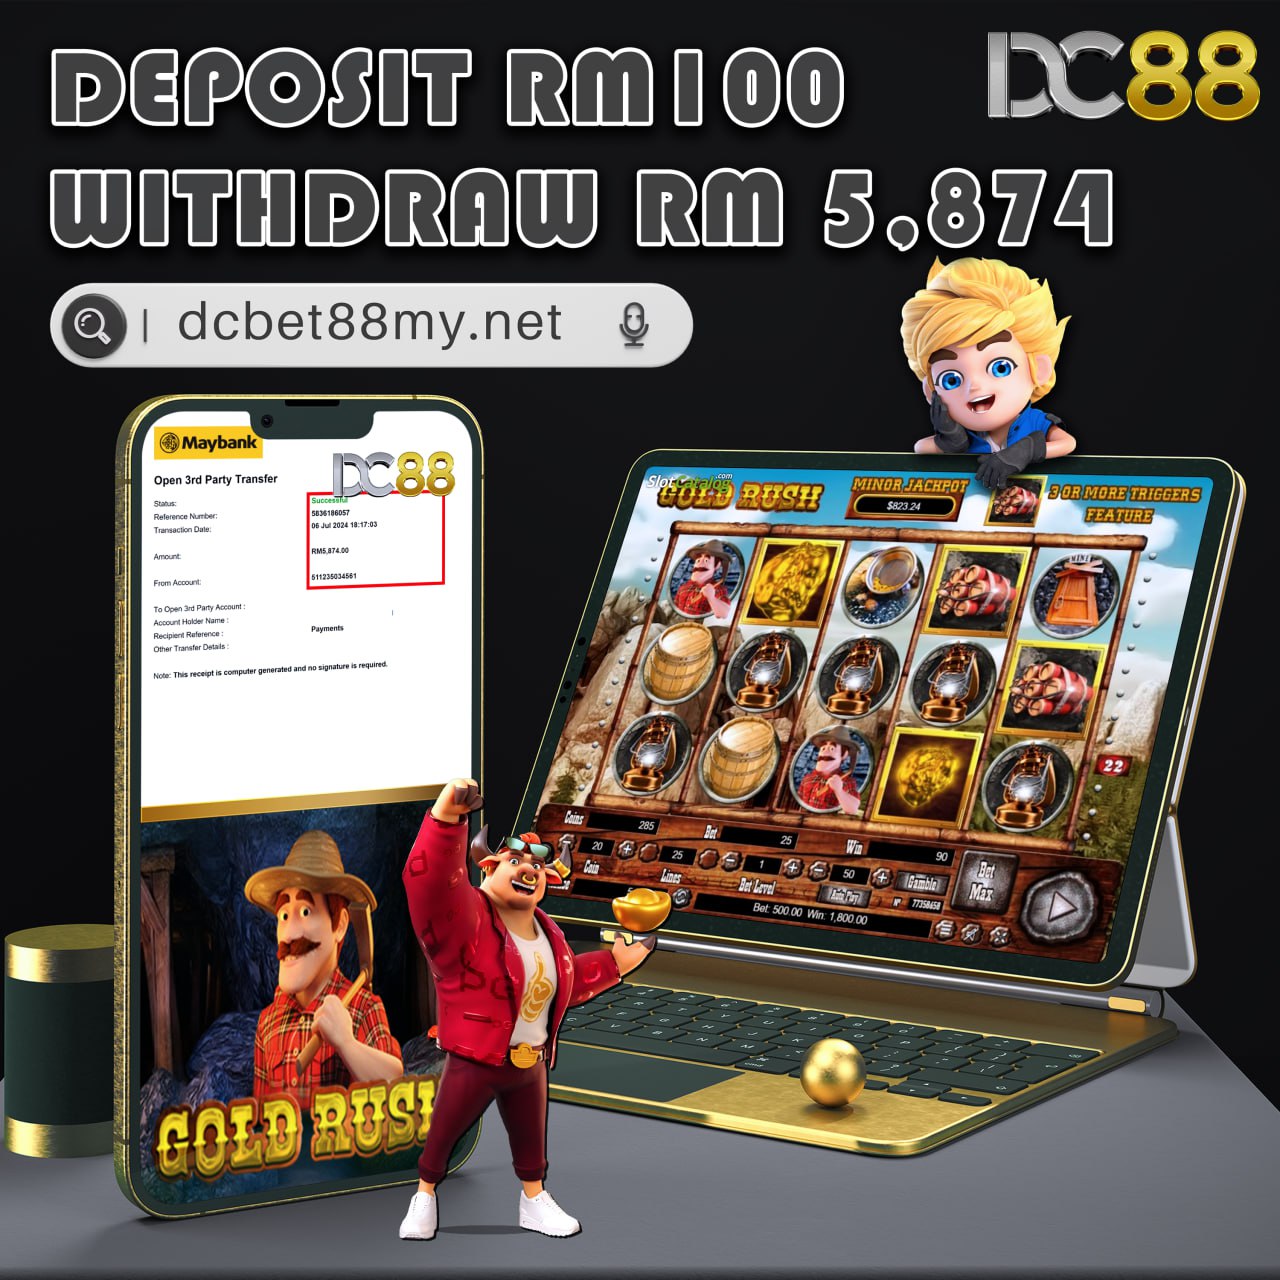 DEPOSIT RM100
DC88
WITHDRAW RM 5,874
dcbet88my.net
Maybank
DC88
Open 3rd Party Transfer
Status: Successful
Reference Number: 5836186057
Transaction Date: 06 Jul 2024 18:17:03
Amount: RM5,874.00
From Account: 511235034561
To Open 3rd Party Account :
Account Holder Name :
Recipient Reference : Payments
Other Transfer Details :
Note: This receipt is computer generated and no signature is required.
GOLD RUSH
SlotCatalog.com
GOLD RUSH
MINOR JACKPOT
$823.24
3 OR MORE TRIGGERS
FEATURE
MINE
22
Coins 285 Bet 25 Win 90
20 25 1 50
Coin Lines Bet Level Auto Play Gamble
Bet Max
Nº 77358658
Bet: 500.00 Win: 1,800.00